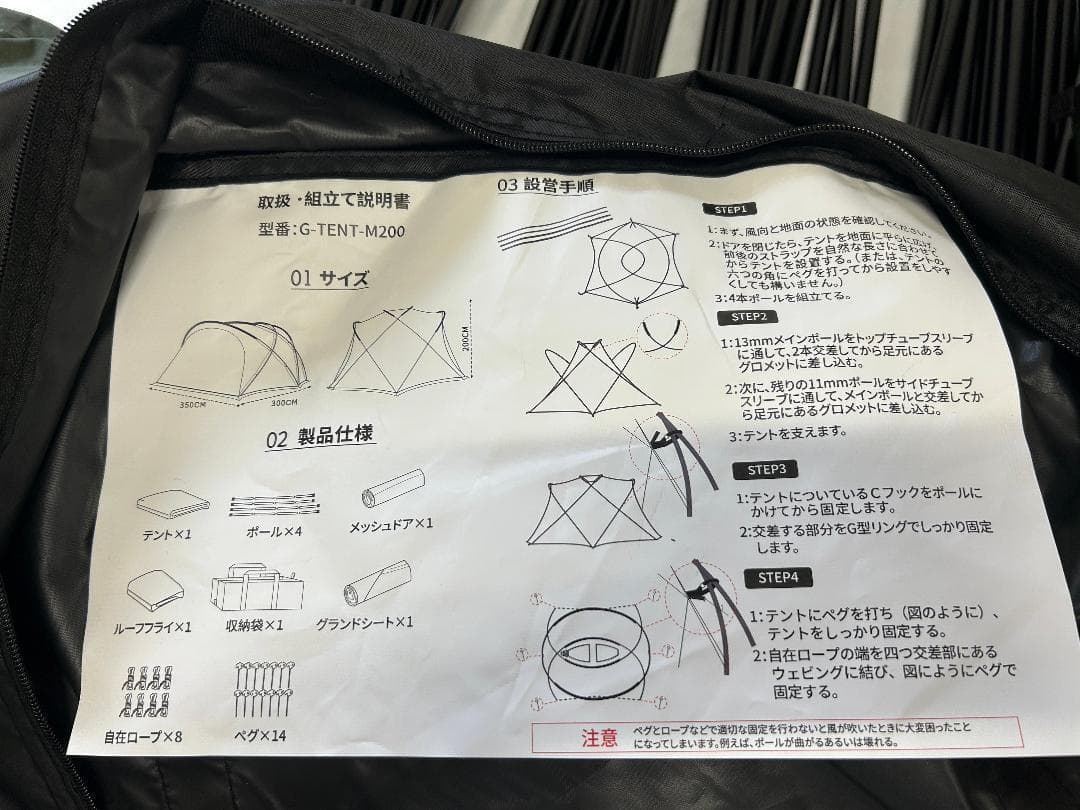 取扱・組立て説明書
型番：G-TENT-M200
01 サイズ
350CM
300CM
200CM
02 製品仕様
テント×1
ポール×4
メッシュドア×1
ルーフフライ×1
収納袋×1
グランドシート×1
自在ロープ×8
ペグ×14
03 設営手順
STEP1
1:まず、風向と地面の状態を確認してください。
2:ドアを閉じたら、テントを地面に平らに広げ、
前後のストラップを自然な長さに合わせて
からテントを設置する。（または、テントの
六つの角にペグを打ってから設置をしやす
くしても構いません。）
3:4本ポールを組立てる。
STEP2
1:13mmメインポールをトップチューブスリーブ
に通して、2本交差してから足元にある
グロメットに差し込む。
2:次に、残りの11mmポールをサイドチューブ
スリーブに通して、メインポールと交差してか
ら足元にあるグロメットに差し込む。
3:テントを支えます。
STEP3
1:テントについているCフックをポールに
かけてから固定します。
2:交差する部分をG型リングでしっかり固定
します。
STEP4
1:テントにペグを打ち（図のように）、
テントをしっかり固定する。
2:自在ロープの端を四つ交差部にある
ウェビングに結び、図にようにペグで
固定する。
注意
ペグとロープなどで適切な固定を行わないと風が吹いたときに大変困ったこと
になってしまいます。例えば、ポールが曲がるあるいは壊れる。